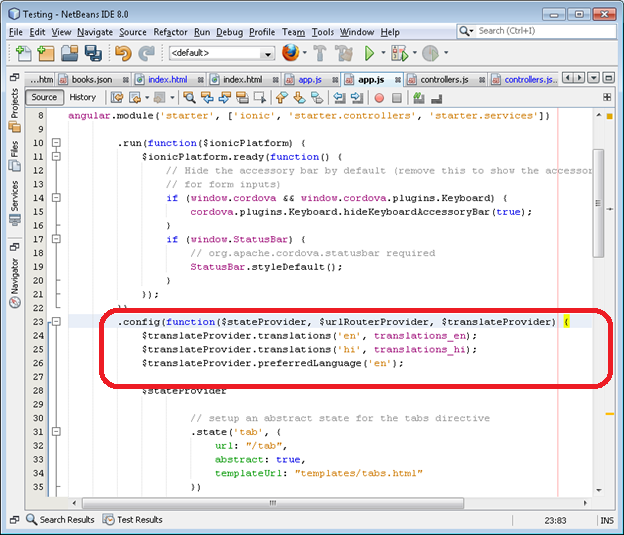 Testing - NetBeans IDE 8.0
File Edit View Navigate Source Refactor Run Debug Profile Team Tools Window Help
Search (Ctrl+I)
<default>
...htm books.json index.html index.html app.js app.js controllers.js controllers.js...
Source History
Projects
Files
Services
Navigator
8 angular.module('starter', ['ionic', 'starter.controllers', 'starter.services'])
9
10 .run(function($ionicPlatform) {
11 $ionicPlatform.ready(function() {
12 // Hide the accessory bar by default (remove this to show the accessor
13 // for form inputs)
14 if (window.cordova && window.cordova.plugins.Keyboard) {
15 cordova.plugins.Keyboard.hideKeyboardAccessoryBar(true);
16 }
17 if (window.StatusBar) {
18 // org.apache.cordova.statusbar required
19 StatusBar.styleDefault();
20 }
21 });
22 })
23 .config(function($stateProvider, $urlRouterProvider, $translateProvider) {
24 $translateProvider.translations('en', translations_en);
25 $translateProvider.translations('hi', translations_hi);
26 $translateProvider.preferredLanguage('en');
27
28 $stateProvider
29
30 // setup an abstract state for the tabs directive
31 .state('tab', {
32 url: "/tab",
33 abstract: true,
34 templateUrl: "templates/tabs.html"
35 })
Search Results Test Results
23:83 INS